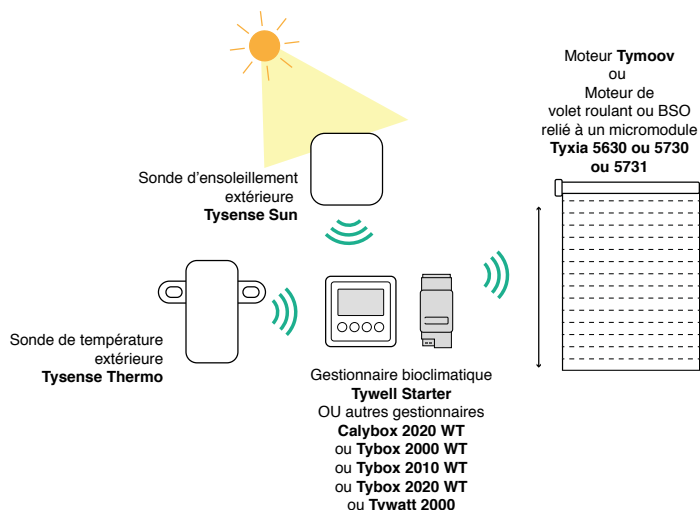 Moteur Tymoov
ou
Moteur de
volet roulant ou BSO
relié à un micromodule
Tyxia 5630 ou 5730
ou 5731
Sonde d’ensoleillement
extérieure
Tysense Sun
Sonde de température
extérieure
Tysense Thermo
Gestionnaire bioclimatique
Tywell Starter
OU autres gestionnaires
Calybox 2020 WT
ou Tybox 2000 WT
ou Tybox 2010 WT
ou Tybox 2020 WT
ou Tywatt 2000